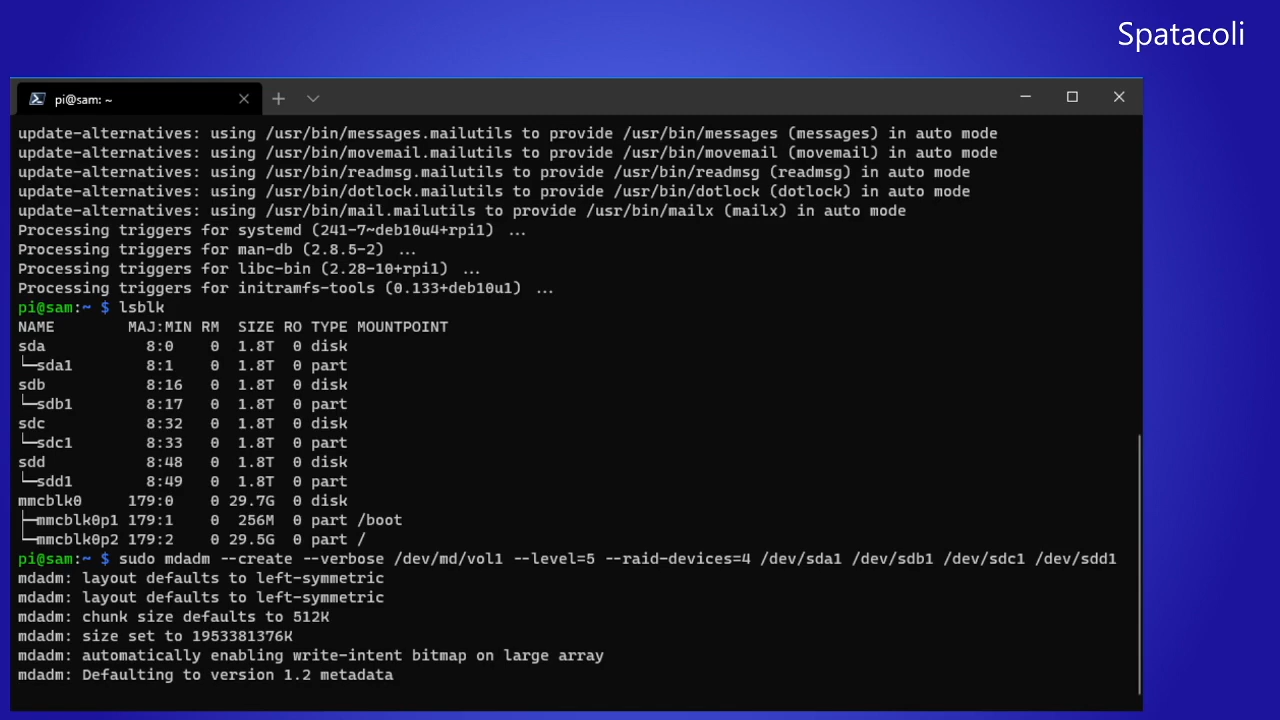 Spatacoli
pi@sam: ~
update-alternatives: using /usr/bin/messages.mailutils to provide /usr/bin/messages (messages) in auto mode
update-alternatives: using /usr/bin/movemail.mailutils to provide /usr/bin/movemail (movemail) in auto mode
update-alternatives: using /usr/bin/readmsg.mailutils to provide /usr/bin/readmsg (readmsg) in auto mode
update-alternatives: using /usr/bin/dotlock.mailutils to provide /usr/bin/dotlock (dotlock) in auto mode
update-alternatives: using /usr/bin/mail.mailutils to provide /usr/bin/mailx (mailx) in auto mode
Processing triggers for systemd (241-7~deb10u4+rpi1) ...
Processing triggers for man-db (2.8.5-2) ...
Processing triggers for libc-bin (2.28-10+rpi1) ...
Processing triggers for initramfs-tools (0.133+deb10u1) ...
pi@sam:~ $ lsblk
NAME        MAJ:MIN RM  SIZE RO TYPE MOUNTPOINT
sda           8:0    0  1.8T  0 disk
└─sda1        8:1    0  1.8T  0 part
sdb           8:16   0  1.8T  0 disk
└─sdb1        8:17   0  1.8T  0 part
sdc           8:32   0  1.8T  0 disk
└─sdc1        8:33   0  1.8T  0 part
sdd           8:48   0  1.8T  0 disk
└─sdd1        8:49   0  1.8T  0 part
mmcblk0     179:0    0 29.7G  0 disk
├─mmcblk0p1 179:1    0  256M  0 part /boot
└─mmcblk0p2 179:2    0 29.5G  0 part /
pi@sam:~ $ sudo mdadm --create --verbose /dev/md/vol1 --level=5 --raid-devices=4 /dev/sda1 /dev/sdb1 /dev/sdc1 /dev/sdd1
mdadm: layout defaults to left-symmetric
mdadm: layout defaults to left-symmetric
mdadm: chunk size defaults to 512K
mdadm: size set to 1953381376K
mdadm: automatically enabling write-intent bitmap on large array
mdadm: Defaulting to version 1.2 metadata